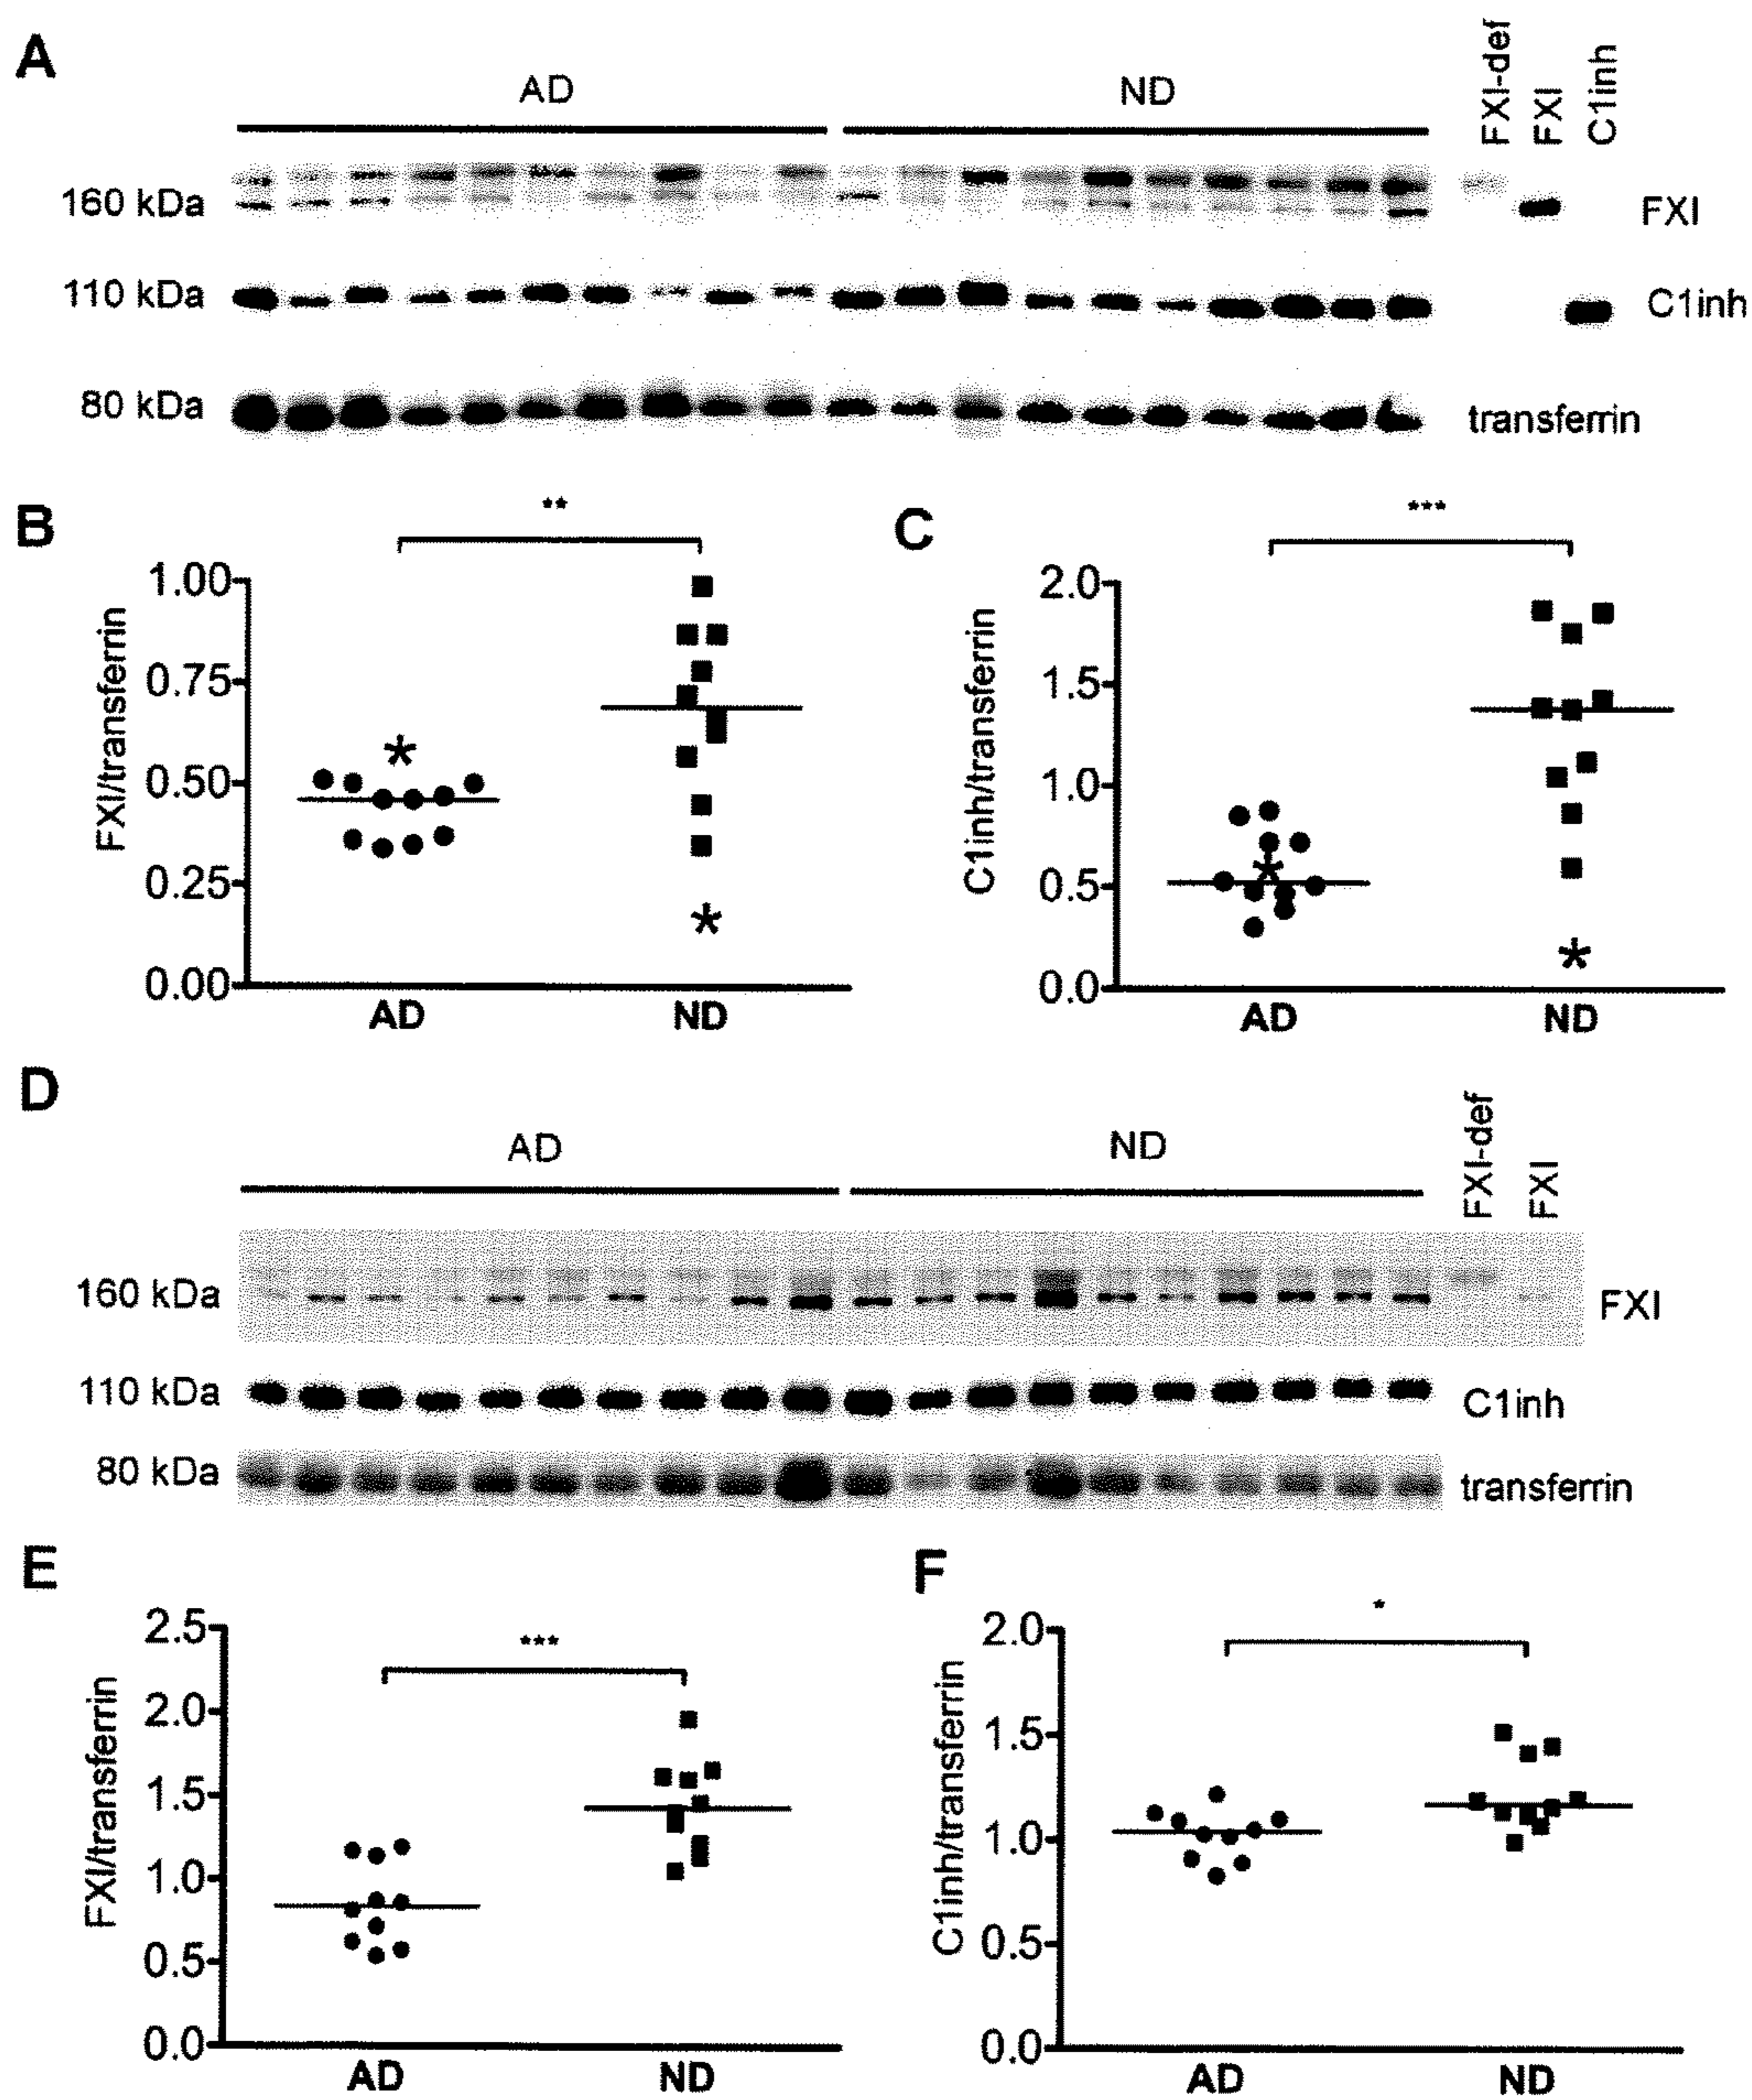 A
AD ND FXI-def FXI C1inh
160 kDa FXI
110 kDa C1inh
80 kDa transferrin
B
**
1.00
0.75
0.50
0.25
0.00
FXI/transferrin
*
*
AD ND
C
***
2.0
1.5
1.0
0.5
0.0
C1inh/transferrin
*
*
AD ND
D
AD ND FXI-def FXI
160 kDa FXI
110 kDa C1inh
80 kDa transferrin
E
***
2.5
2.0
1.5
1.0
0.5
0.0
FXI/transferrin
AD ND
F
*
2.0
1.5
1.0
0.5
0.0
C1inh/transferrin
AD ND